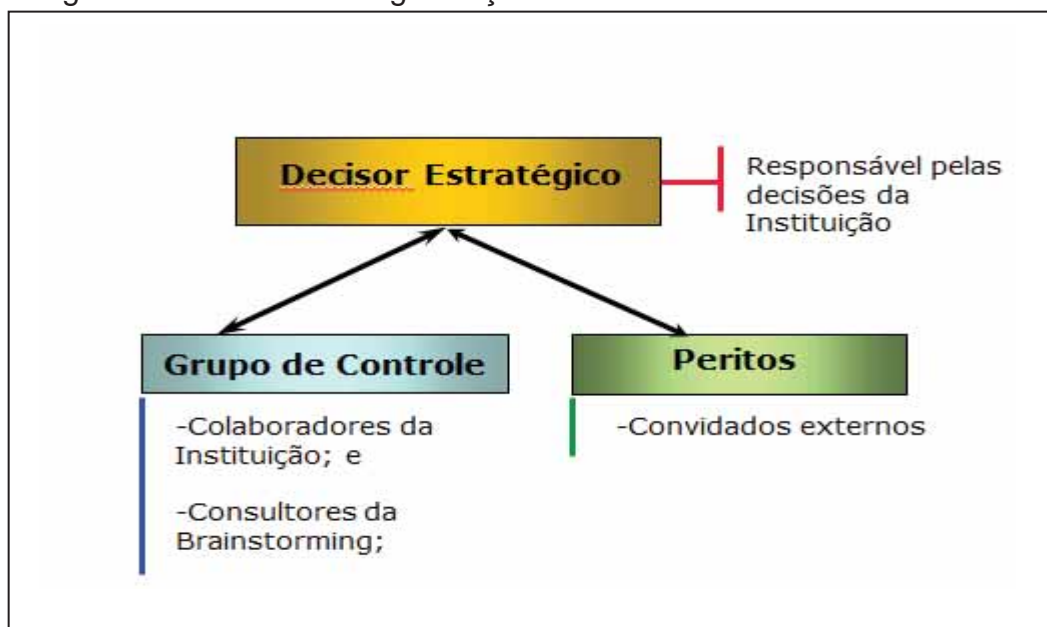 Decisor Estratégico
Responsável pelas
decisões da
Instituição
Grupo de Controle
Peritos
-Colaboradores da
Instituição; e
-Consultores da
Brainstorming;
-Convidados externos